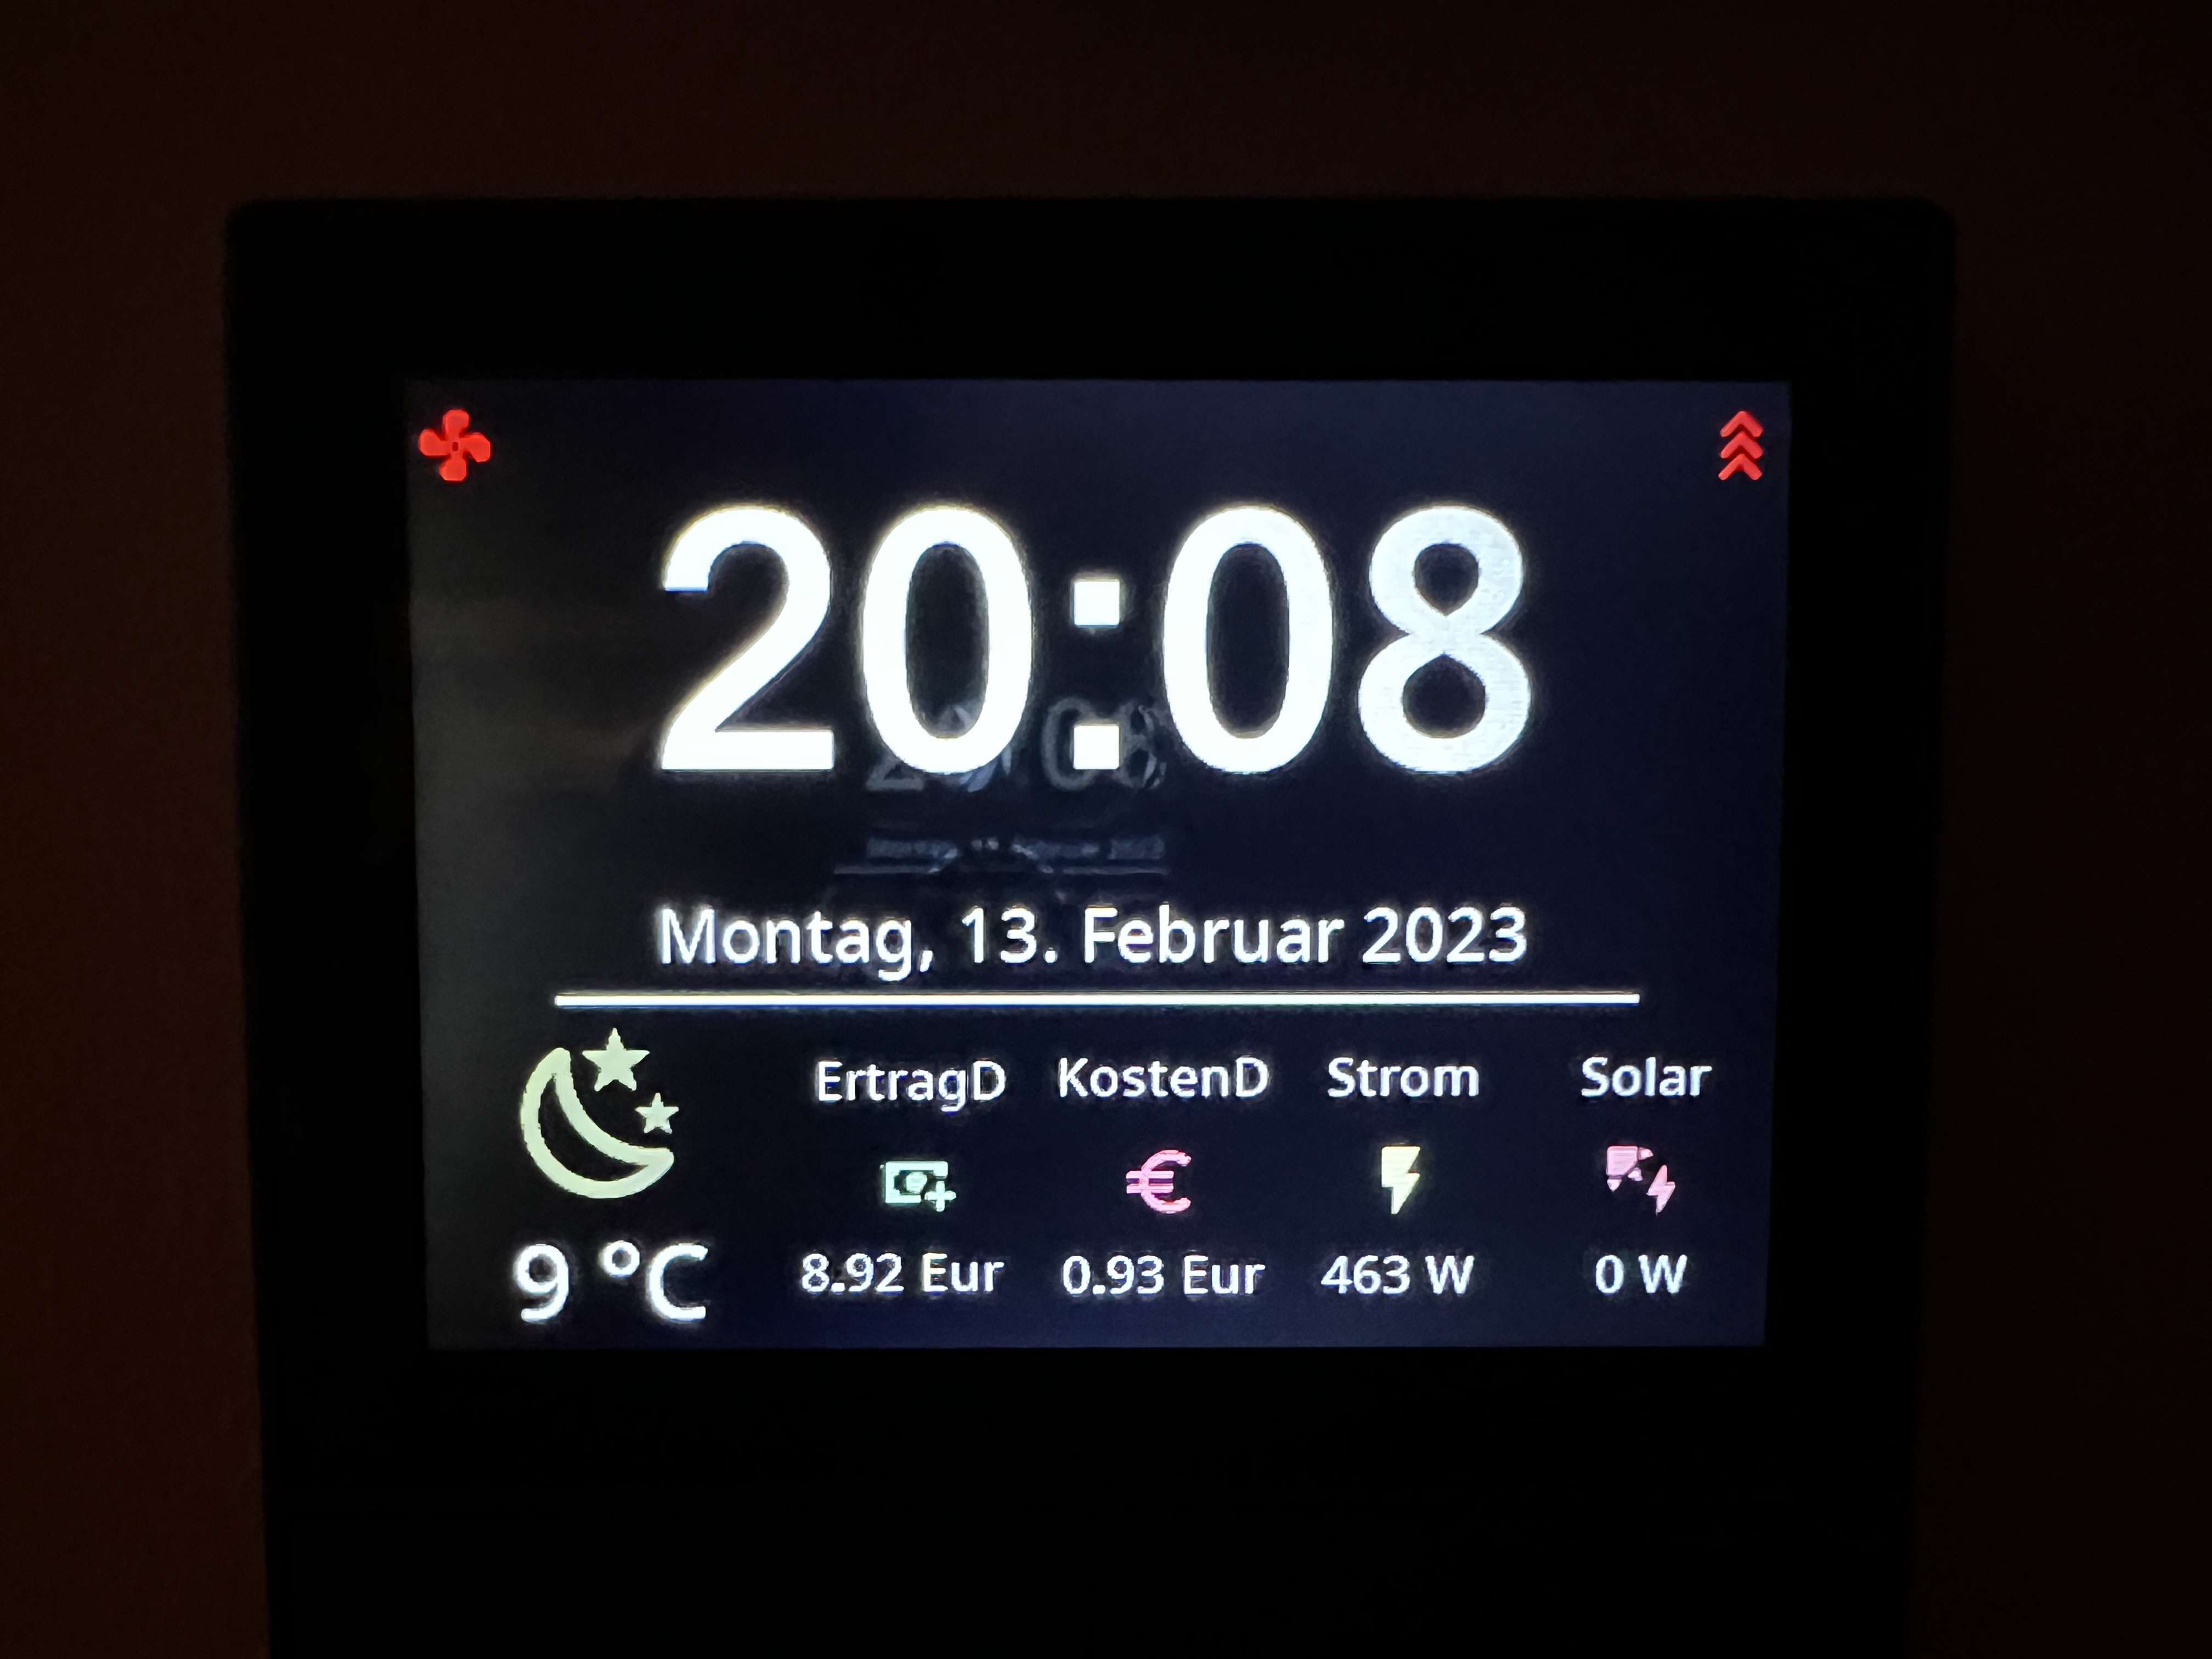 20:08
Montag, 13. Februar 2023
ErtragD KostenD Strom Solar
9 °C 8.92 Eur 0.93 Eur 463 W 0 W